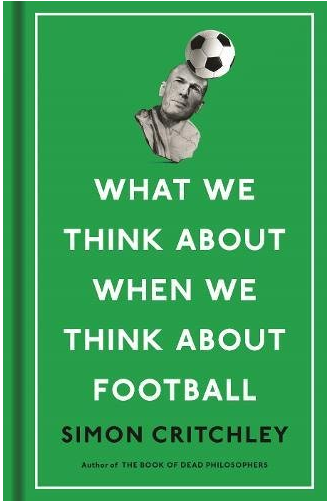 WHAT WE
THINK ABOUT
WHEN WE
THINK ABOUT
FOOTBALL
SIMON CRITCHLEY
Author of THE BOOK OF DEAD PHILOSOPHERS